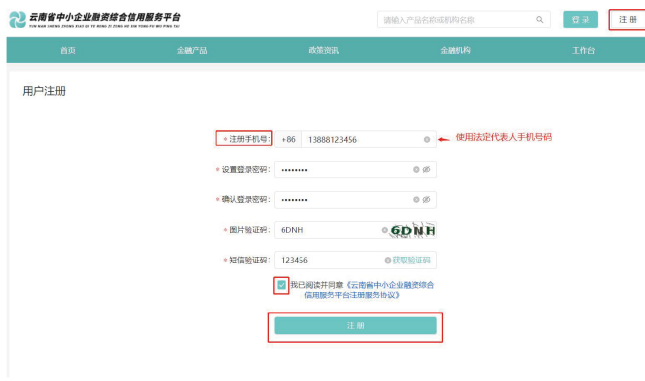 云南省中小企业融资综合信用服务平台
请输入产品名称或机构名称
登录
注册
首页
金融产品
政策资讯
金融机构
工作台
用户注册
* 注册手机号: +86 13888123456
使用法定代表人手机号码
* 设置登录密码: ••••••••
* 确认登录密码: ••••••••
* 图片验证码: 6DNH
6DNH
* 短信验证码: 123456 获取验证码
我已阅读并同意《云南省中小企业融资综合
信用服务平台注册服务协议》
注册